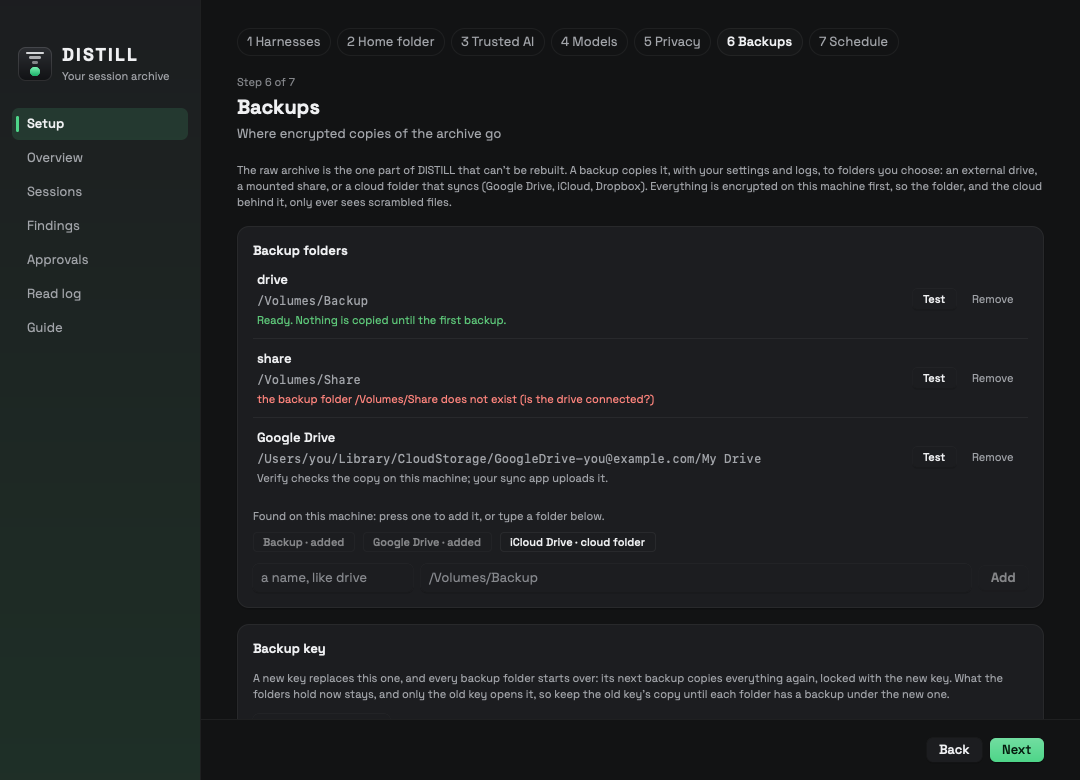 DISTILL
Your session archive
Setup
Overview
Sessions
Findings
Approvals
Read log
Guide
1 Harnesses
2 Home folder
3 Trusted AI
4 Models
5 Privacy
6 Backups
7 Schedule
Step 6 of 7
Backups
Where encrypted copies of the archive go
The raw archive is the one part of DISTILL that can't be rebuilt. A backup copies it, with your settings and logs, to folders you choose: an external drive,
a mounted share, or a cloud folder that syncs (Google Drive, iCloud, Dropbox). Everything is encrypted on this machine first, so the folder, and the cloud
behind it, only ever sees scrambled files.
Backup folders
drive
/Volumes/Backup
Ready. Nothing is copied until the first backup.
Test
Remove
share
/Volumes/Share
the backup folder /Volumes/Share does not exist (is the drive connected?)
Test
Remove
Google Drive
/Users/you/Library/CloudStorage/GoogleDrive-you@example.com/My Drive
Verify checks the copy on this machine; your sync app uploads it.
Test
Remove
Found on this machine: press one to add it, or type a folder below.
Backup · added
Google Drive · added
iCloud Drive · cloud folder
a name, like drive
/Volumes/Backup
Add
Backup key
A new key replaces this one, and every backup folder starts over: its next backup copies everything again, locked with the new key. What the
folders hold now stays, and only the old key opens it, so keep the old key's copy until each folder has a backup under the new one.
Back
Next